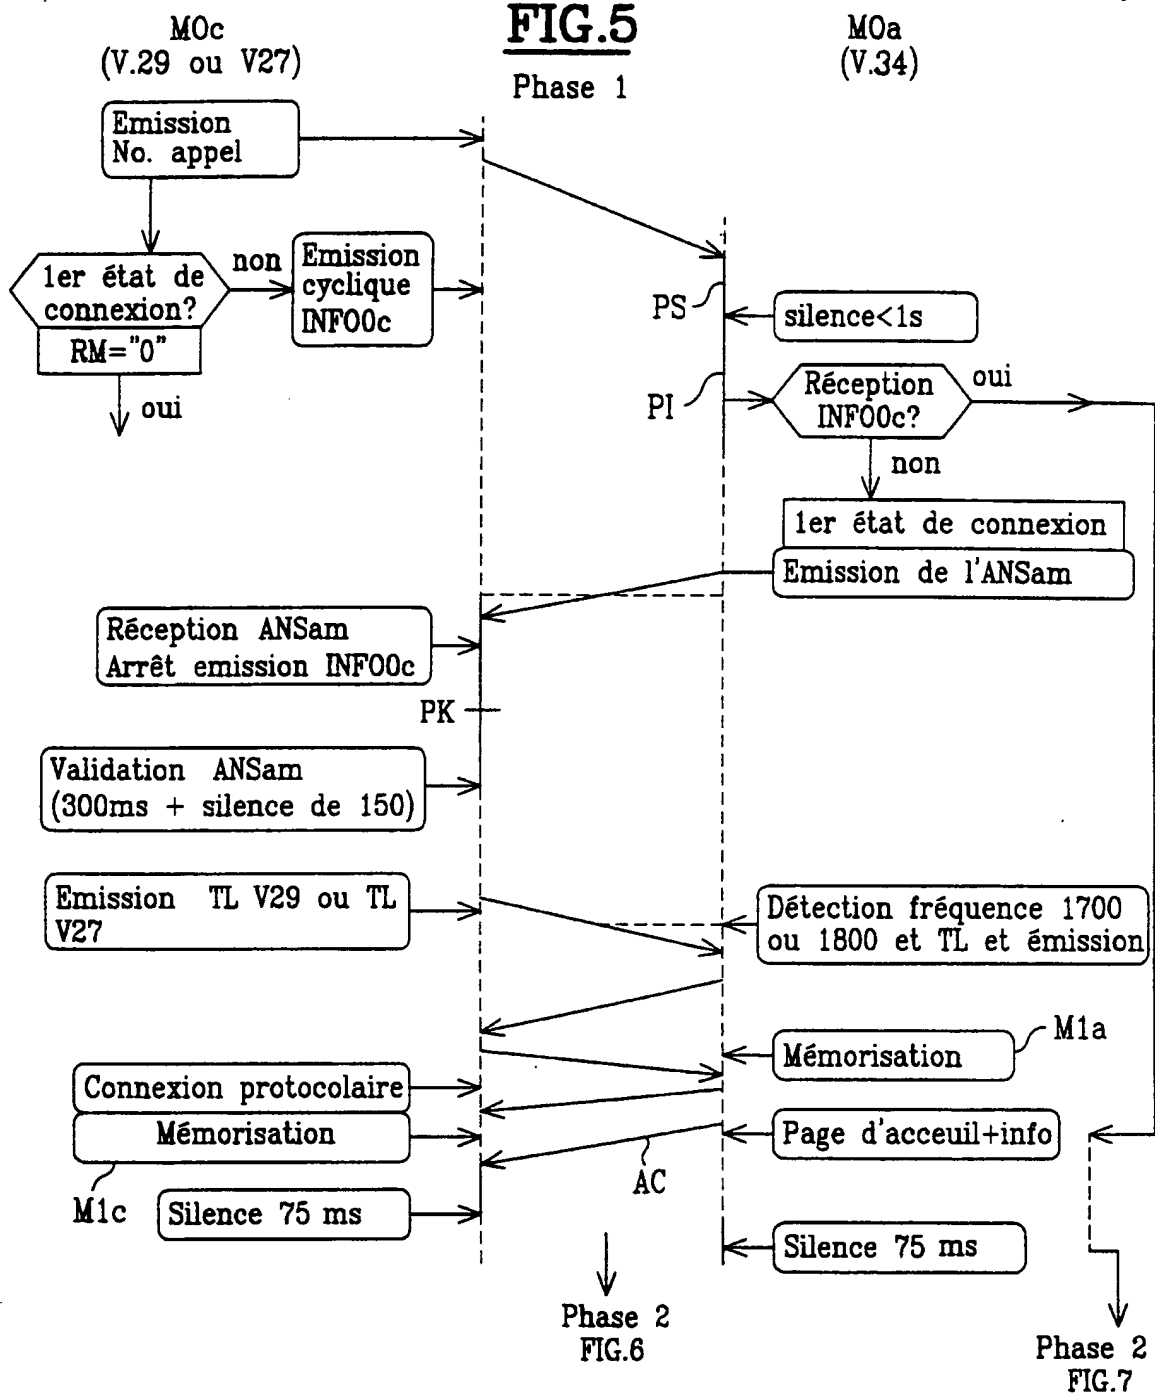 FIG.5
MOc
(V.29 ou V27)
MOa
(V.34)
Phase 1
Emission
No. appel
1er état de
connexion?
RM="0"
non
oui
Emission
cyclique
INFO0c
PS
silence<1s
PI
Réception
INFO0c?
oui
non
1er état de connexion
Emission de l'ANSam
Réception ANSam
Arrêt emission INFO0c
PK
Validation ANSam
(300ms + silence de 150)
Emission TL V29 ou TL
V27
Détection fréquence 1700
ou 1800 et TL et émission
M1a
Mémorisation
Connexion protocolaire
Mémorisation
Page d'acceuil+info
AC
M1c
Silence 75 ms
Silence 75 ms
Phase 2
FIG.6
Phase 2
FIG.7